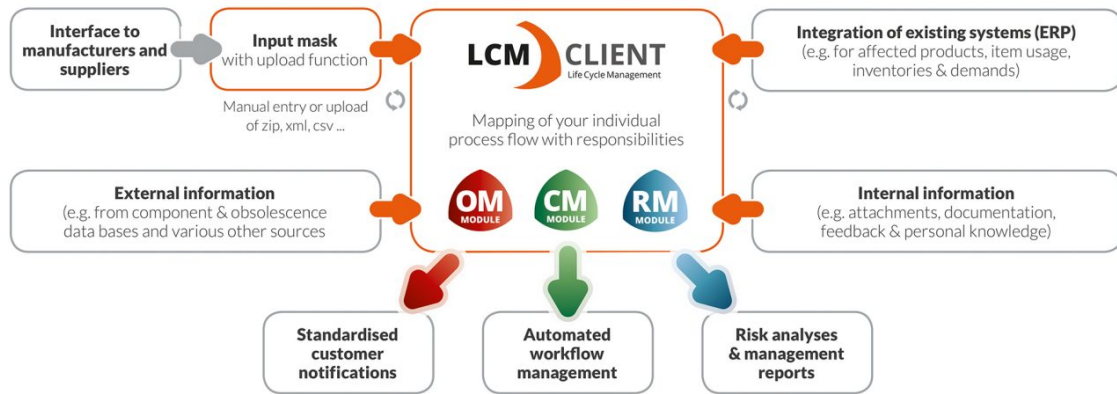 Interface to
manufacturers and
suppliers
Input mask
with upload function
Manual entry or upload
of zip, xml, csv ...
LCM CLIENT
Life Cycle Management
Mapping of your individual
process flow with responsibilities
Integration of existing systems (ERP)
(e.g. for affected products, item usage,
inventories & demands)
External information
(e.g. from component & obsolescence
data bases and various other sources
OM
MODULE
CM
MODULE
RM
MODULE
Internal information
(e.g. attachments, documentation,
feedback & personal knowledge)
Standardised
customer
notifications
Automated
workflow
management
Risk analyses
& management
reports